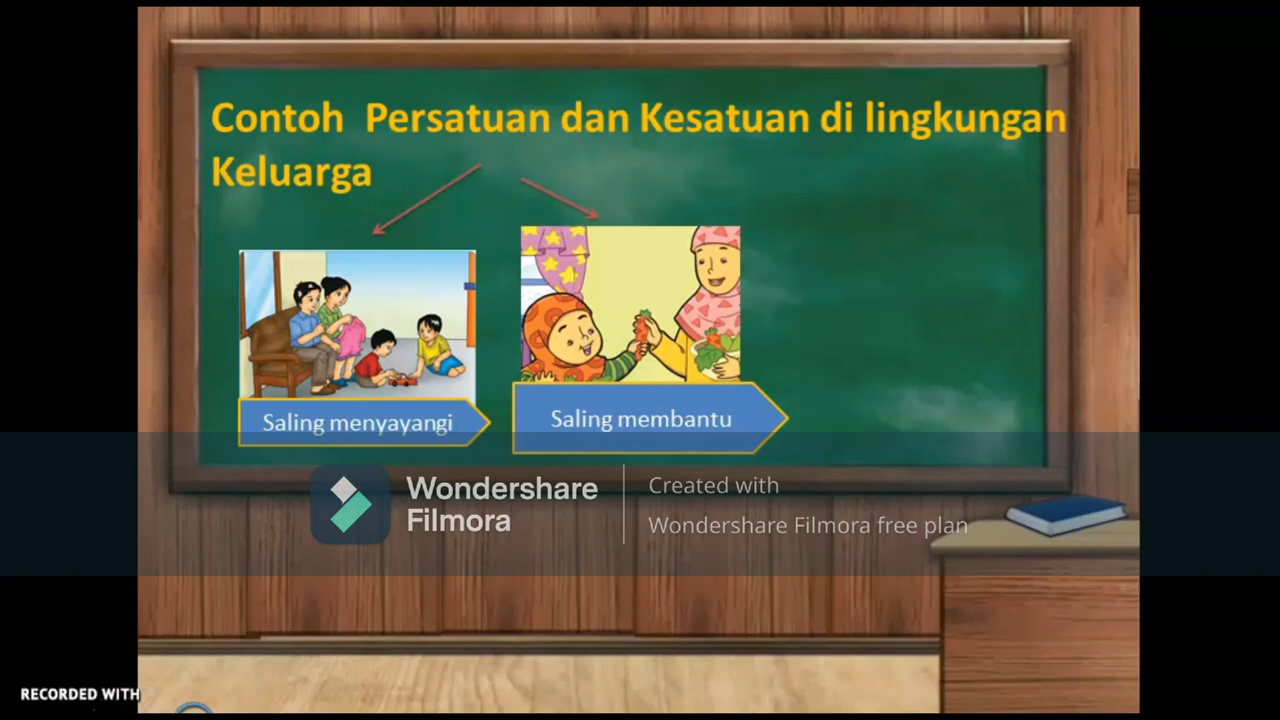 Contoh Persatuan dan Kesatuan di lingkungan
Keluarga
Saling menyayangi
Saling membantu
Wondershare
Filmora
Created with
Wondershare Filmora free plan
RECORDED WITH